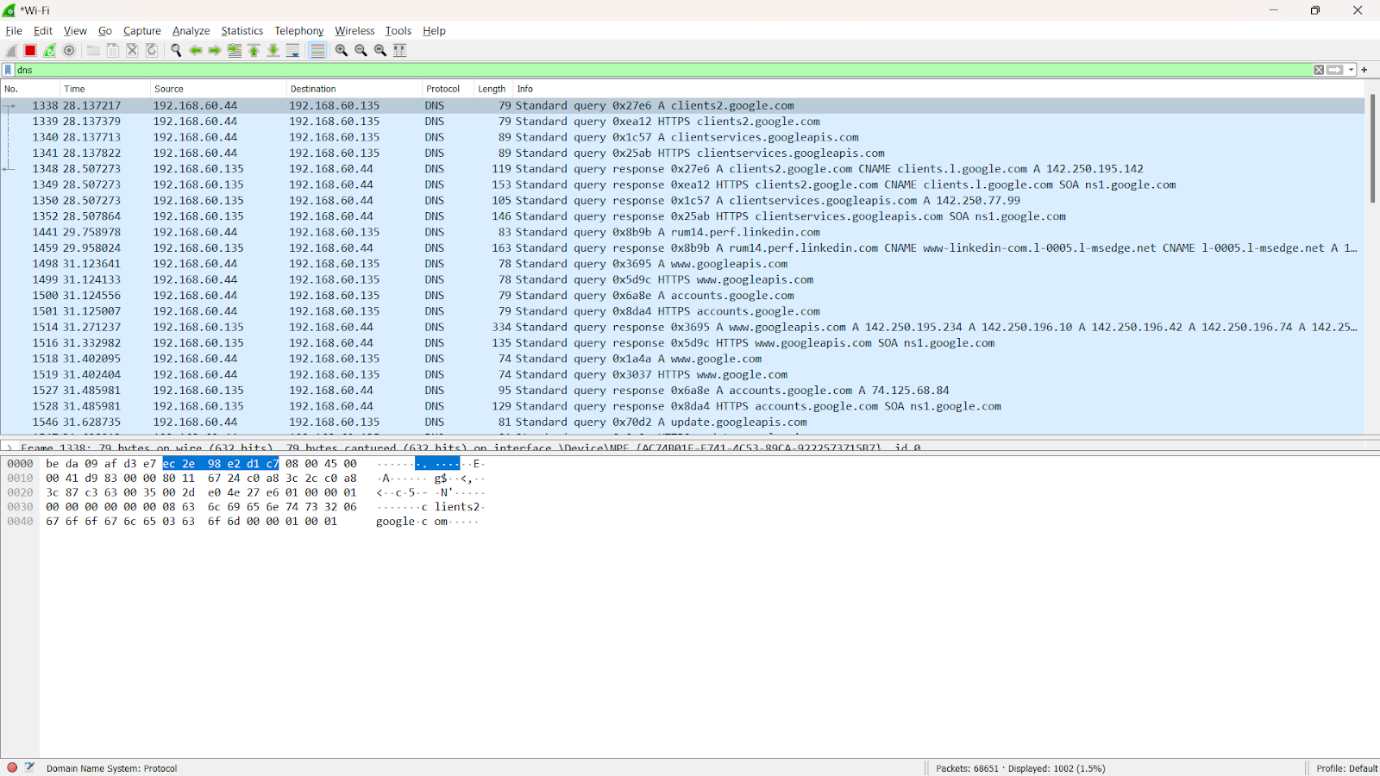 *Wi-Fi
File Edit View Go Capture Analyze Statistics Telephony Wireless Tools Help
dns
No. Time Source Destination Protocol Length Info
1338 28.137217 192.168.60.44 192.168.60.135 DNS 79 Standard query 0x27e6 A clients2.google.com
1339 28.137379 192.168.60.44 192.168.60.135 DNS 79 Standard query 0xea12 HTTPS clients2.google.com
1340 28.137713 192.168.60.44 192.168.60.135 DNS 89 Standard query 0x1c57 A clientservices.googleapis.com
1341 28.137822 192.168.60.44 192.168.60.135 DNS 89 Standard query 0x25ab HTTPS clientservices.googleapis.com
1348 28.507273 192.168.60.135 192.168.60.44 DNS 119 Standard query response 0x27e6 A clients2.google.com CNAME clients.l.google.com A 142.250.195.142
1349 28.507273 192.168.60.135 192.168.60.44 DNS 153 Standard query response 0xea12 HTTPS clients2.google.com CNAME clients.l.google.com SOA ns1.google.com
1350 28.507273 192.168.60.135 192.168.60.44 DNS 105 Standard query response 0x1c57 A clientservices.googleapis.com A 142.250.77.99
1352 28.507864 192.168.60.135 192.168.60.44 DNS 146 Standard query response 0x25ab HTTPS clientservices.googleapis.com SOA ns1.google.com
1441 29.758978 192.168.60.44 192.168.60.135 DNS 83 Standard query 0x8b9b A rum14.perf.linkedin.com
1459 29.958024 192.168.60.135 192.168.60.44 DNS 163 Standard query response 0x8b9b A rum14.perf.linkedin.com CNAME www-linkedin-com.l-0005.l-msedge.net CNAME l-0005.l-msedge.net A 1…
1498 31.123641 192.168.60.44 192.168.60.135 DNS 78 Standard query 0x3695 A www.googleapis.com
1499 31.124133 192.168.60.44 192.168.60.135 DNS 78 Standard query 0x5d9c HTTPS www.googleapis.com
1500 31.124556 192.168.60.44 192.168.60.135 DNS 79 Standard query 0x6a8e A accounts.google.com
1501 31.125007 192.168.60.44 192.168.60.135 DNS 79 Standard query 0x8da4 HTTPS accounts.google.com
1514 31.271237 192.168.60.135 192.168.60.44 DNS 334 Standard query response 0x3695 A www.googleapis.com A 142.250.195.234 A 142.250.196.10 A 142.250.196.42 A 142.250.196.74 A 142.25…
1516 31.332982 192.168.60.135 192.168.60.44 DNS 135 Standard query response 0x5d9c HTTPS www.googleapis.com SOA ns1.google.com
1518 31.402095 192.168.60.44 192.168.60.135 DNS 74 Standard query 0x1a4a A www.google.com
1519 31.402404 192.168.60.44 192.168.60.135 DNS 74 Standard query 0x3037 HTTPS www.google.com
1527 31.485981 192.168.60.135 192.168.60.44 DNS 95 Standard query response 0x6a8e A accounts.google.com A 74.125.68.84
1528 31.485981 192.168.60.135 192.168.60.44 DNS 129 Standard query response 0x8da4 HTTPS accounts.google.com SOA ns1.google.com
1546 31.628735 192.168.60.44 192.168.60.135 DNS 81 Standard query 0x70d2 A update.googleapis.com
Frame 1338: 79 bytes on wire (632 bits), 79 bytes captured (632 bits) on interface \Device\NPF_{AC74B01E-F741-4C53-89CA-9222573715B7}, id 0
0000 be da 09 af d3 e7 ec 2e 98 e2 d1 c7 08 00 45 00 ·······. ······E·
0010 00 41 d9 83 00 00 80 11 67 24 c0 a8 3c 2c c0 a8 ·A······ g$··<,··
0020 3c 87 c3 63 00 35 00 2d e0 4e 27 e6 01 00 00 01 <··c·5·- ·N'·····
0030 00 00 00 00 00 00 08 63 6c 69 65 6e 74 73 32 06 ·······c lients2·
0040 67 6f 6f 67 6c 65 03 63 6f 6d 00 00 01 00 01 google·c om·····
Domain Name System: Protocol Packets: 68651 · Displayed: 1002 (1.5%) Profile: Default